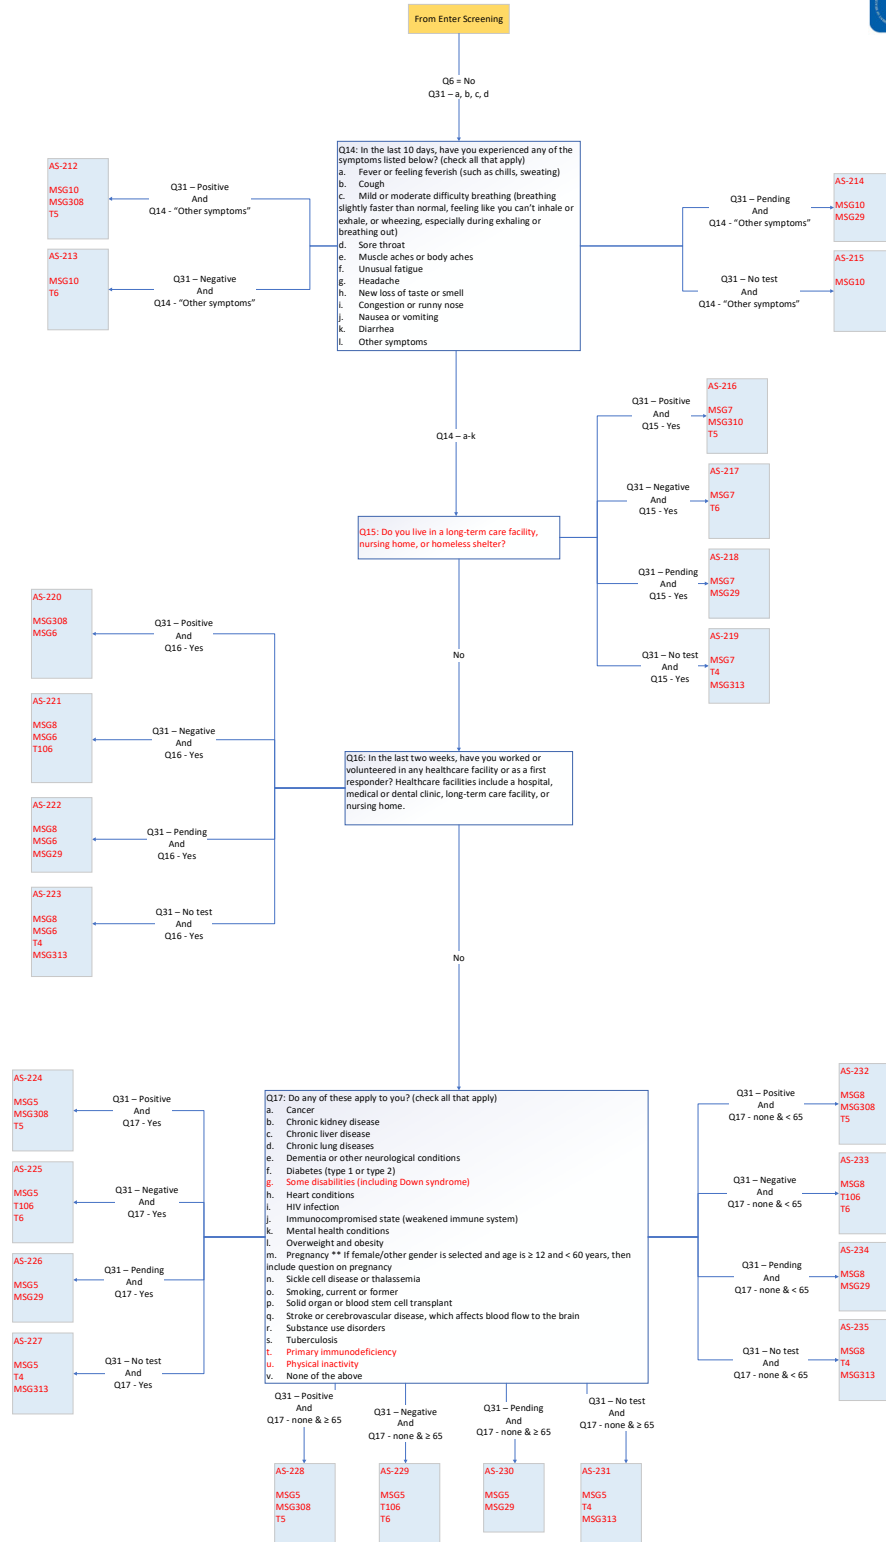 From Enter Screening
Q6 = No
Q31 – a, b, c, d
Q14: In the last 10 days, have you experienced any of the
symptoms listed below? (check all that apply)
a. Fever or feeling feverish (such as chills, sweating)
b. Cough
c. Mild or moderate difficulty breathing (breathing
slightly faster than normal, feeling like you can't inhale or
exhale, or wheezing, especially during exhaling or
breathing out)
d. Sore throat
e. Muscle aches or body aches
f. Unusual fatigue
g. Headache
h. New loss of taste or smell
i. Congestion or runny nose
j. Nausea or vomiting
k. Diarrhea
l. Other symptoms
AS-212
MSG10
MSG308
T5
Q31 – Positive
And
Q14 - "Other symptoms"
AS-213
MSG10
T6
Q31 – Negative
And
Q14 - "Other symptoms"
Q31 – Pending
And
Q14 - "Other symptoms"
AS-214
MSG10
MSG29
Q31 – No test
And
Q14 - "Other symptoms"
AS-215
MSG10
Q14 – a-k
Q15: Do you live in a long-term care facility,
nursing home, or homeless shelter?
Q31 – Positive
And
Q15 - Yes
AS-216
MSG7
MSG310
T5
Q31 – Negative
And
Q15 - Yes
AS-217
MSG7
T6
Q31 – Pending
And
Q15 - Yes
AS-218
MSG7
MSG29
Q31 – No test
And
Q15 - Yes
AS-219
MSG7
T4
MSG313
No
Q16: In the last two weeks, have you worked or
volunteered in any healthcare facility or as a first
responder? Healthcare facilities include a hospital,
medical or dental clinic, long-term care facility, or
nursing home.
AS-220
MSG308
MSG6
Q31 – Positive
And
Q16 - Yes
AS-221
MSG8
MSG6
T106
Q31 – Negative
And
Q16 - Yes
AS-222
MSG8
MSG6
MSG29
Q31 – Pending
And
Q16 - Yes
AS-223
MSG8
MSG6
T4
MSG313
Q31 – No test
And
Q16 - Yes
No
Q17: Do any of these apply to you? (check all that apply)
a. Cancer
b. Chronic kidney disease
c. Chronic liver disease
d. Chronic lung diseases
e. Dementia or other neurological conditions
f. Diabetes (type 1 or type 2)
g. Some disabilities (including Down syndrome)
h. Heart conditions
i. HIV infection
j. Immunocompromised state (weakened immune system)
k. Mental health conditions
l. Overweight and obesity
m. Pregnancy ** If female/other gender is selected and age is ≥ 12 and < 60 years, then
include question on pregnancy
n. Sickle cell disease or thalassemia
o. Smoking, current or former
p. Solid organ or blood stem cell transplant
q. Stroke or cerebrovascular disease, which affects blood flow to the brain
r. Substance use disorders
s. Tuberculosis
t. Primary immunodeficiency
u. Physical inactivity
v. None of the above
AS-224
MSG5
MSG308
T5
Q31 – Positive
And
Q17 - Yes
AS-225
MSG5
T106
T6
Q31 – Negative
And
Q17 - Yes
AS-226
MSG5
MSG29
Q31 – Pending
And
Q17 - Yes
AS-227
MSG5
T4
MSG313
Q31 – No test
And
Q17 - Yes
Q31 – Positive
And
Q17 - none & < 65
AS-232
MSG8
MSG308
T5
Q31 – Negative
And
Q17 - none & < 65
AS-233
MSG8
T106
T6
Q31 – Pending
And
Q17 - none & < 65
AS-234
MSG8
MSG29
Q31 – No test
And
Q17 - none & < 65
AS-235
MSG8
T4
MSG313
Q31 – Positive
And
Q17 - none & ≥ 65
AS-228
MSG5
MSG308
T5
Q31 – Negative
And
Q17 - none & ≥ 65
AS-229
MSG5
T106
T6
Q31 – Pending
And
Q17 - none & ≥ 65
AS-230
MSG5
MSG29
Q31 – No test
And
Q17 - none & ≥ 65
AS-231
MSG5
T4
MSG313